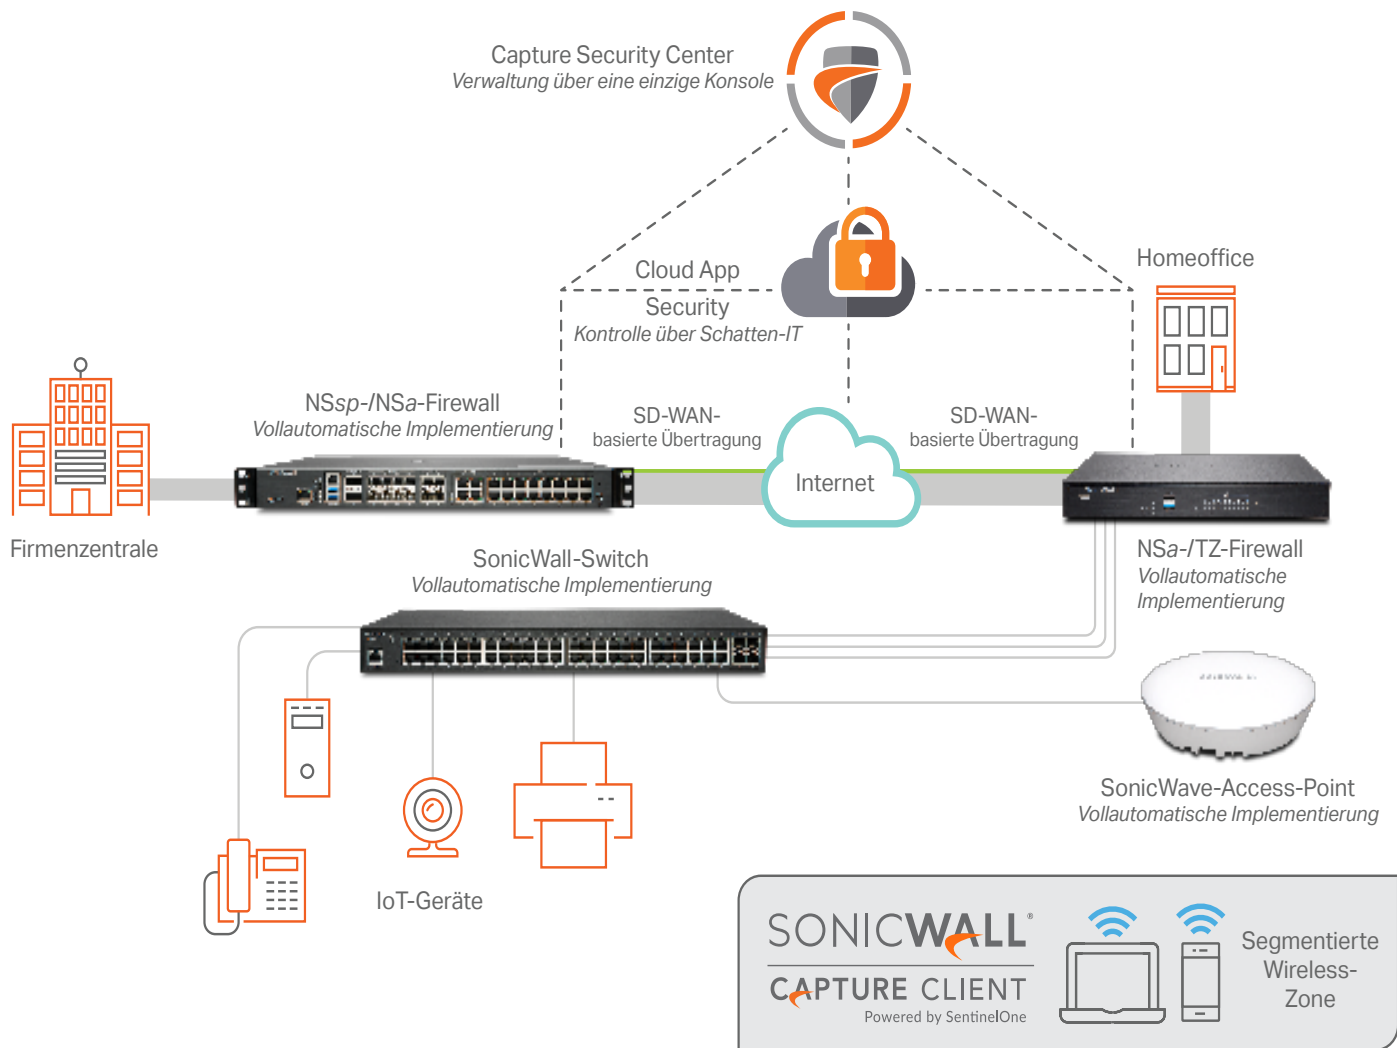 Capture Security Center
Verwaltung über eine einzige Konsole
Cloud App
Security
Kontrolle über Schatten-IT
Homeoffice
NSsp-/NSa-Firewall
Vollautomatische Implementierung
SD-WAN-
basierte Übertragung
SD-WAN-
basierte Übertragung
Internet
Firmenzentrale
NSa-/TZ-Firewall
Vollautomatische
Implementierung
SonicWall-Switch
Vollautomatische Implementierung
SONICWALL
SonicWave-Access-Point
Vollautomatische Implementierung
IoT-Geräte
SONICWALL®
CAPTURE CLIENT
Powered by SentinelOne
Segmentierte
Wireless-
Zone